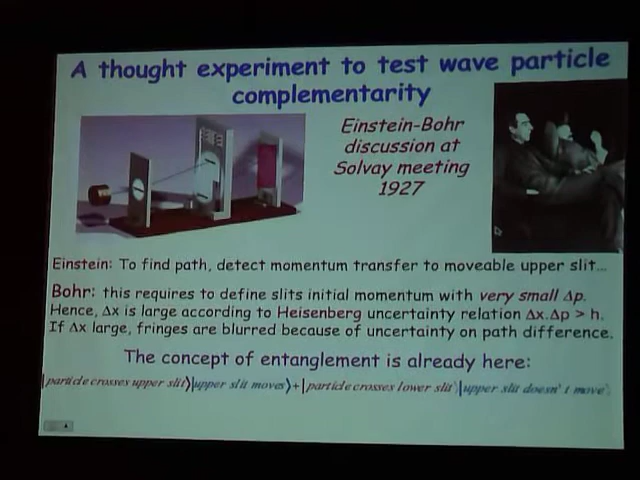 A thought experiment to test wave particle
complementarity
Einstein-Bohr
discussion at
Solvay meeting
1927
Einstein: To find path, detect momentum transfer to moveable upper slit...
Bohr: this requires to define slits initial momentum with very small Δp.
Hence, Δx is large according to Heisenberg uncertainty relation Δx.Δp > h.
If Δx large, fringes are blurred because of uncertainty on path difference.
The concept of entanglement is already here:
|particle crosses upper slit⟩|upper slit moves⟩+|particle crosses lower slit⟩|upper slit doesn't move⟩